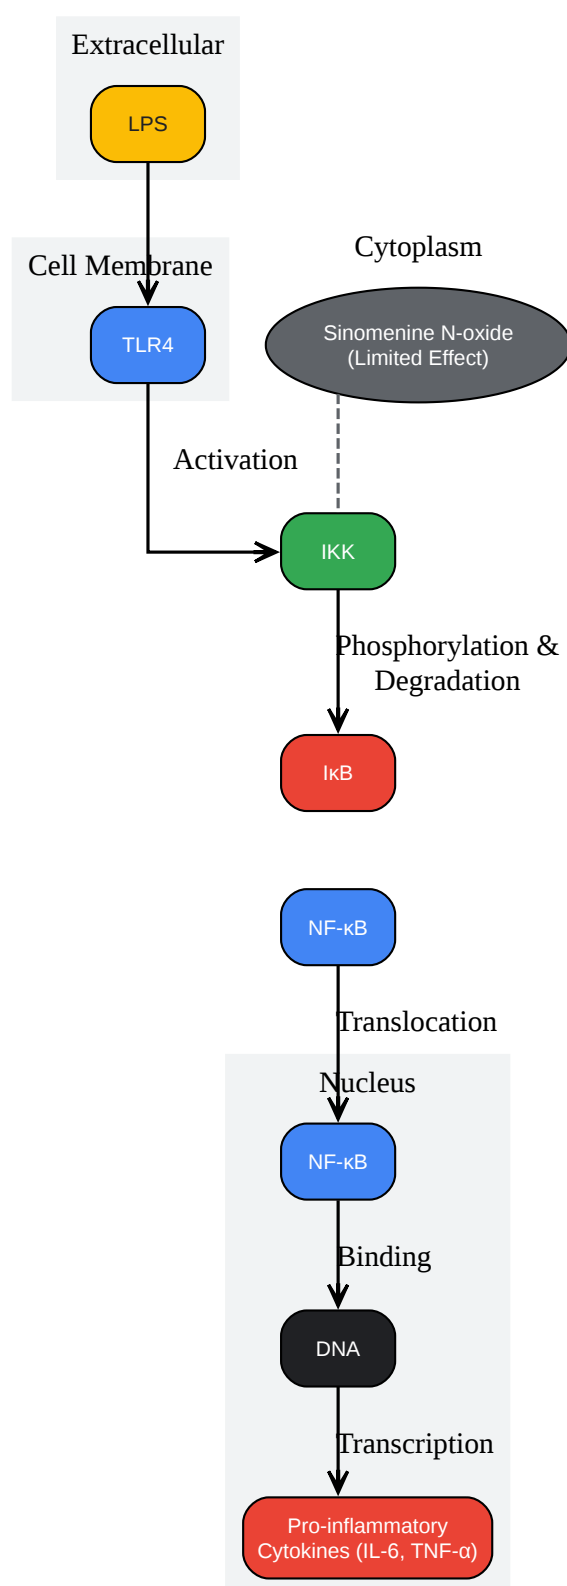 Extracellular
LPS
Cell Membrane
TLR4
Cytoplasm
Sinomenine N-oxide
(Limited Effect)
Activation
IKK
Phosphorylation &
Degradation
IκB
NF-κB
Translocation
Nucleus
NF-κB
Binding
DNA
Transcription
Pro-inflammatory
Cytokines (IL-6, TNF-α)